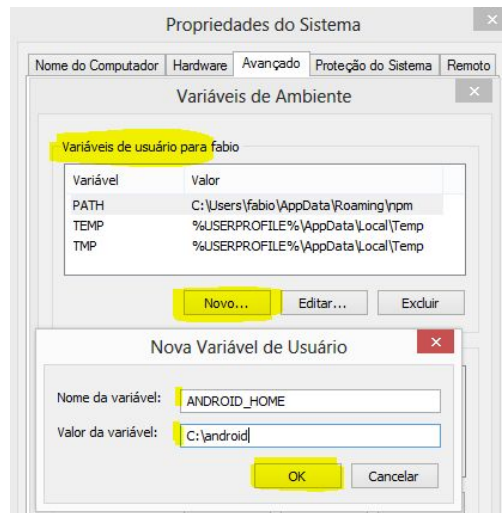 Propriedades do Sistema
Nome do Computador Hardware Avançado Proteção do Sistema Remoto
Variáveis de Ambiente
Variáveis de usuário para fabio
Variável Valor
PATH C:\Users\fabio\AppData\Roaming\npm
TEMP %USERPROFILE%\AppData\Local\Temp
TMP %USERPROFILE%\AppData\Local\Temp
Novo... Editar... Excluir
Nova Variável de Usuário
Nome da variável: ANDROID_HOME
Valor da variável: C:\android
OK Cancelar